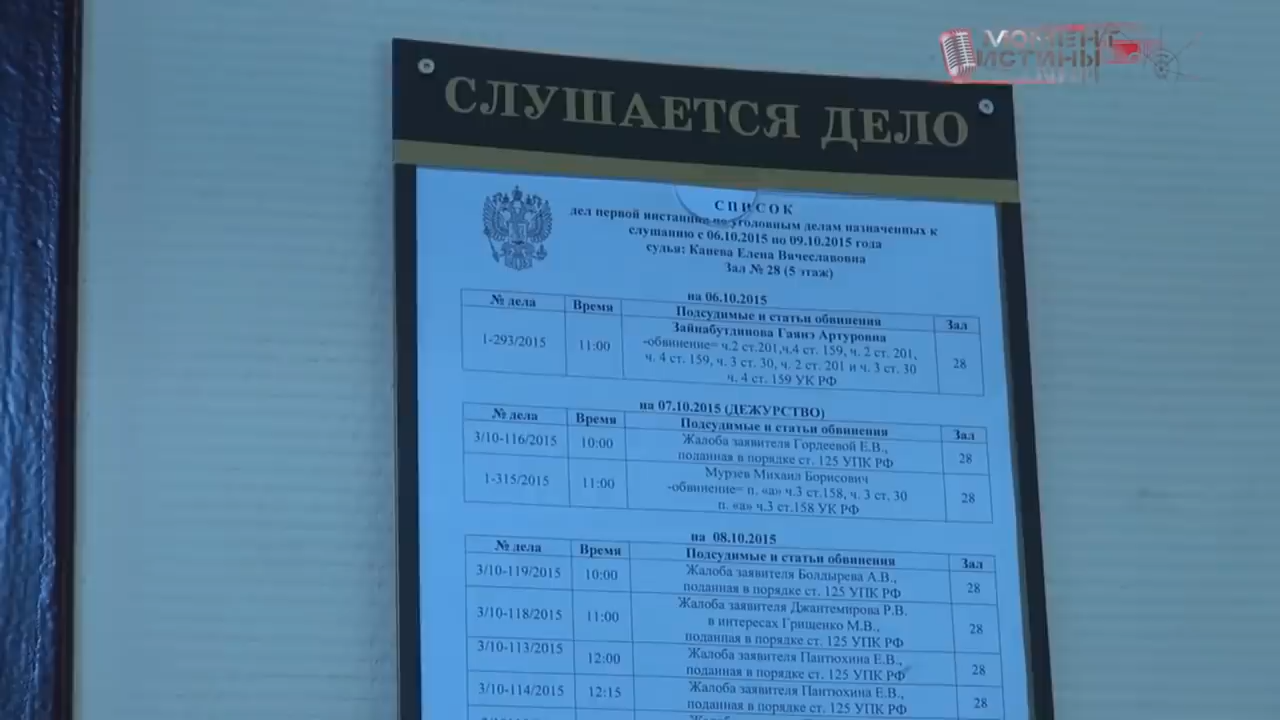 МОМЕНТ
ИСТИНЫ
СЛУШАЕТСЯ ДЕЛО
СПИСОК
дел первой инстанции по уголовным делам назначенных к
слушанию с 06.10.2015 по 09.10.2015 года
судья: Канева Елена Вячеславовна
Зал № 28 (5 этаж)
на 06.10.2015
№ дела Время Подсудимые и статьи обвинения Зал
1-293/2015 11:00 Зайнабутдинова Гаянэ Артуровна
-обвинение= ч.2 ст.201,ч.4 ст. 159, ч. 2 ст. 201,
ч. 4 ст. 159, ч. 3 ст. 30, ч. 2 ст. 201 и ч. 3 ст. 30
ч. 4 ст. 159 УК РФ 28
на 07.10.2015 (ДЕЖУРСТВО)
№ дела Время Подсудимые и статьи обвинения Зал
3/10-116/2015 10:00 Жалоба заявителя Гордеевой Е.В.,
поданная в порядке ст. 125 УПК РФ 28
1-315/2015 11:00 Мурзев Михаил Борисович
-обвинение= п. «а» ч.3 ст.158, ч. 3 ст. 30
п. «а» ч.3 ст.158 УК РФ 28
на 08.10.2015
№ дела Время Подсудимые и статьи обвинения Зал
3/10-119/2015 10:00 Жалоба заявителя Болдырева А.В.,
поданная в порядке ст. 125 УПК РФ 28
3/10-118/2015 11:00 Жалоба заявителя Джантемирова Р.В.
в интересах Грищенко М.В.,
поданная в порядке ст. 125 УПК РФ 28
3/10-113/2015 12:00 Жалоба заявителя Пантюхина Е.В.,
поданная в порядке ст. 125 УПК РФ 28
3/10-114/2015 12:15 Жалоба заявителя Пантюхина Е.В.,
поданная в порядке ст. 125 УПК РФ 28